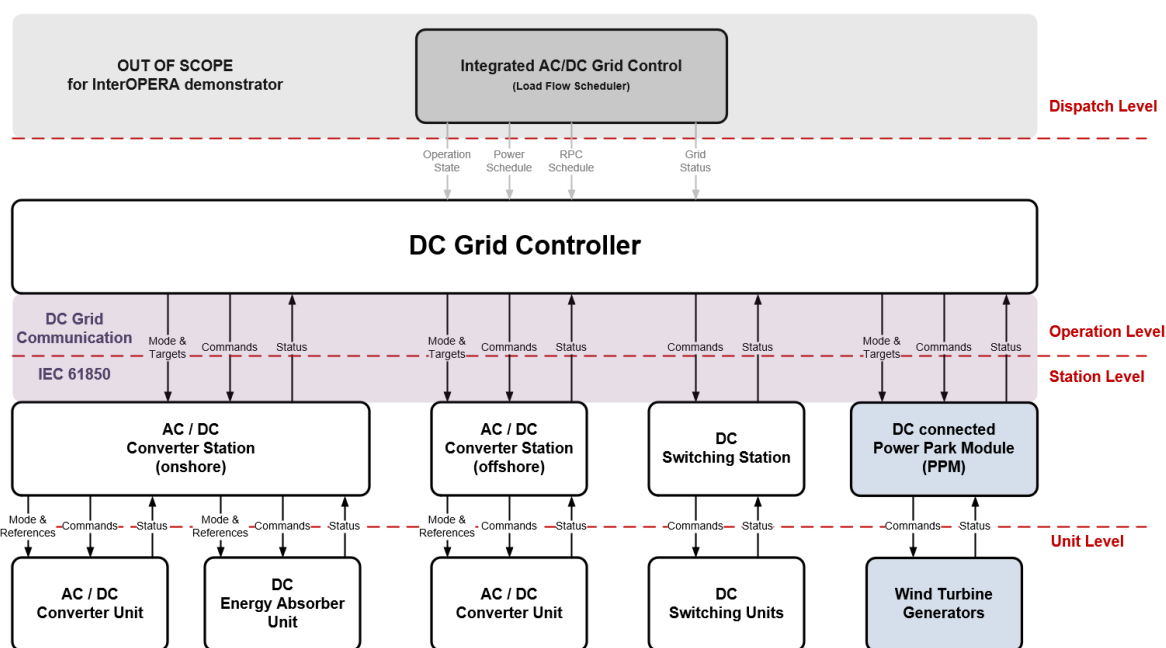 OUT OF SCOPE
for InterOPERA demonstrator
Integrated AC/DC Grid Control
(Load Flow Scheduler)
Dispatch Level
Operation
State
Power
Schedule
RPC
Schedule
Grid
Status
DC Grid Controller
DC Grid
Communication
Mode &
Targets
Commands
Status
Mode &
Targets
Commands
Status
Commands
Status
Mode &
Targets
Commands
Status
Operation Level
IEC 61850
Station Level
AC / DC
Converter Station
(onshore)
AC / DC
Converter Station
(offshore)
DC
Switching Station
DC connected
Power Park Module
(PPM)
Mode &
References
Commands
Status
Mode &
References
Commands
Status
Mode &
References
Commands
Status
Commands
Status
Commands
Status
Unit Level
AC / DC
Converter Unit
DC
Energy Absorber
Unit
AC / DC
Converter Unit
DC
Switching Units
Wind Turbine
Generators